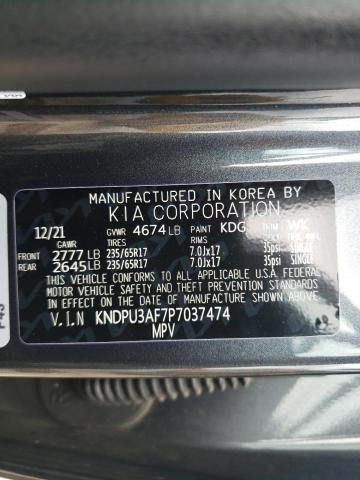 MANUFACTURED IN KOREA BY
KIA CORPORATION
12/21 GVWR 4674 LB PAINT KDG TRIM WK
GAWR TIRES RIMS
FRONT 2777 LB 235/65R17 7.0Jx17 35psi SINGLE
REAR 2645 LB 235/65R17 7.0Jx17 35psi SINGLE
THIS VEHICLE CONFORMS TO ALL APPLICABLE FEDERAL
MOTOR VEHICLE SAFETY, BUMPER, AND THEFT PREVENTION
STANDARDS IN EFFECT ON THE DATE OF MANUFACTURE SHOWN ABOVE.
V.I.N KNDPU3AF7P7037474
MPV